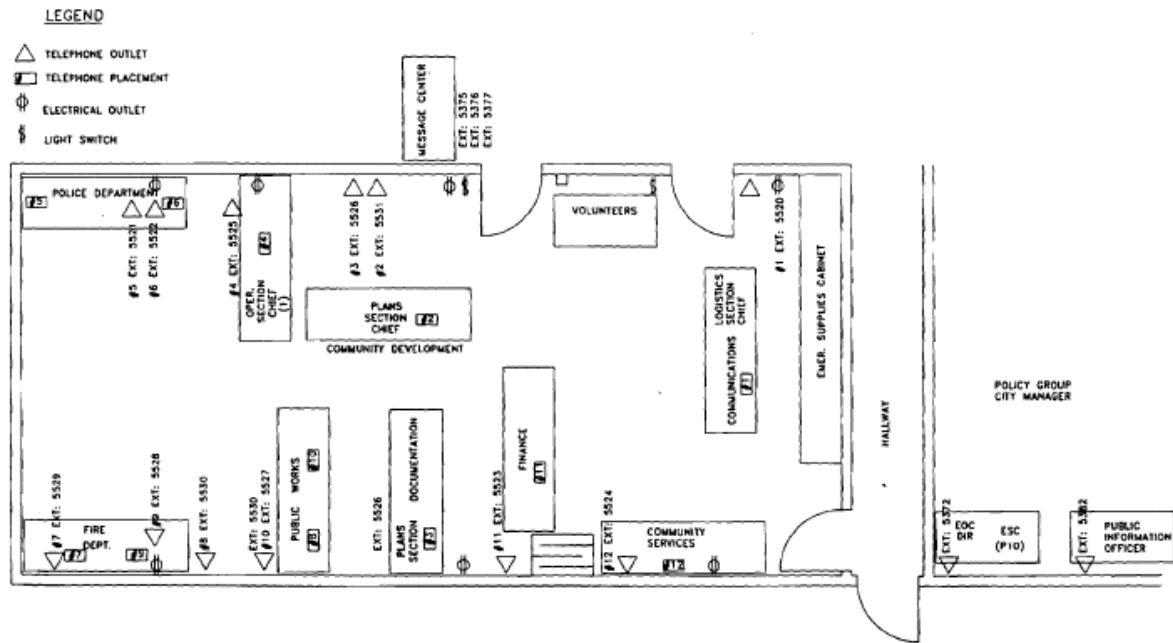 LEGEND
TELEPHONE OUTLET
# TELEPHONE PLACEMENT
ELECTRICAL OUTLET
LIGHT SWITCH
MESSAGE CENTER
EXT: 5375
EXT: 5376
EXT: 5377
POLICE DEPARTMENT
#5
#6
#5 EXT: 5521
#6 EXT: 5522
#4 EXT: 5525
#4
OPER.
SECTION
CHIEF
(1)
#3 EXT: 5526
#2 EXT: 5531
PLANS
SECTION
CHIEF
#2
COMMUNITY DEVELOPMENT
VOLUNTEERS
#1 EXT: 5520
LOGISTICS
SECTION
CHIEF
COMMUNICATIONS
#1
EMER. SUPPLIES CABINET
HALLWAY
POLICY GROUP
CITY MANAGER
#7 EXT: 5529
#9 EXT: 5528
#8 EXT: 5530
FIRE
DEPT.
#7
#9
EXT: 5530
#10 EXT: 5527
PUBLIC WORKS
#10
#8
EXT: 5526
PLANS
SECTION
DOCUMENTATION
#3
#11 EXT: 5523
FINANCE
#11
#12 EXT: 5524
COMMUNITY
SERVICES
#12
EXT: 5372
EOC
DIR
ESC
(P10)
EXT: 5382
PUBLIC
INFORMATION
OFFICER